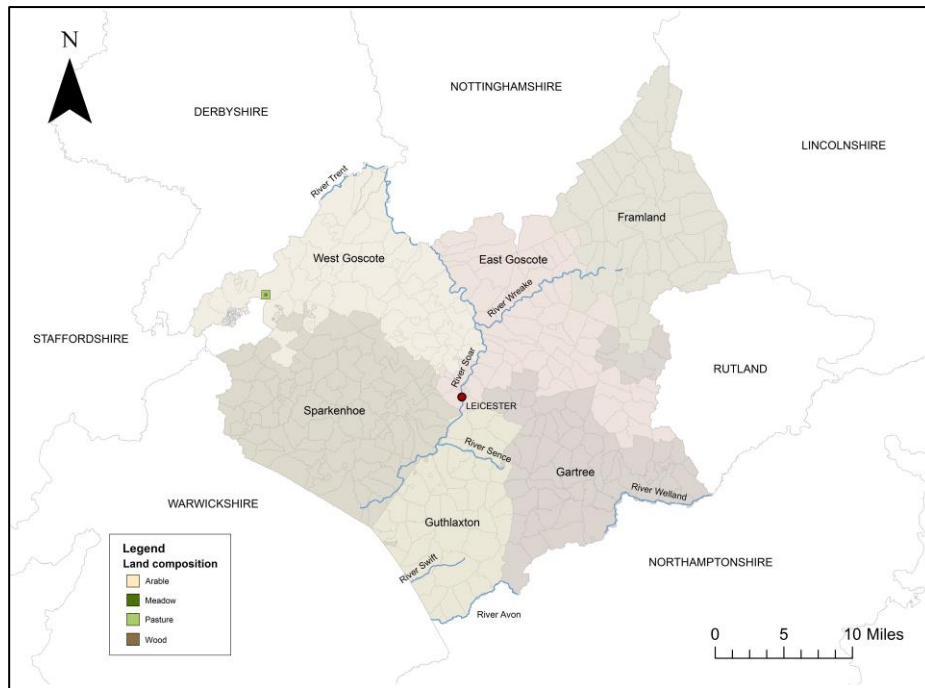 N
NOTTINGHAMSHIRE
DERBYSHIRE
LINCOLNSHIRE
River Trent
Framland
West Goscote
East Goscote
River Wreake
STAFFORDSHIRE
RUTLAND
River Soar
LEICESTER
Sparkenhoe
River Sence
Gartree
River Welland
WARWICKSHIRE
Guthlaxton
River Swift
NORTHAMPTONSHIRE
River Avon
Legend
Land composition
Arable
Meadow
Pasture
Wood
0 5 10 Miles